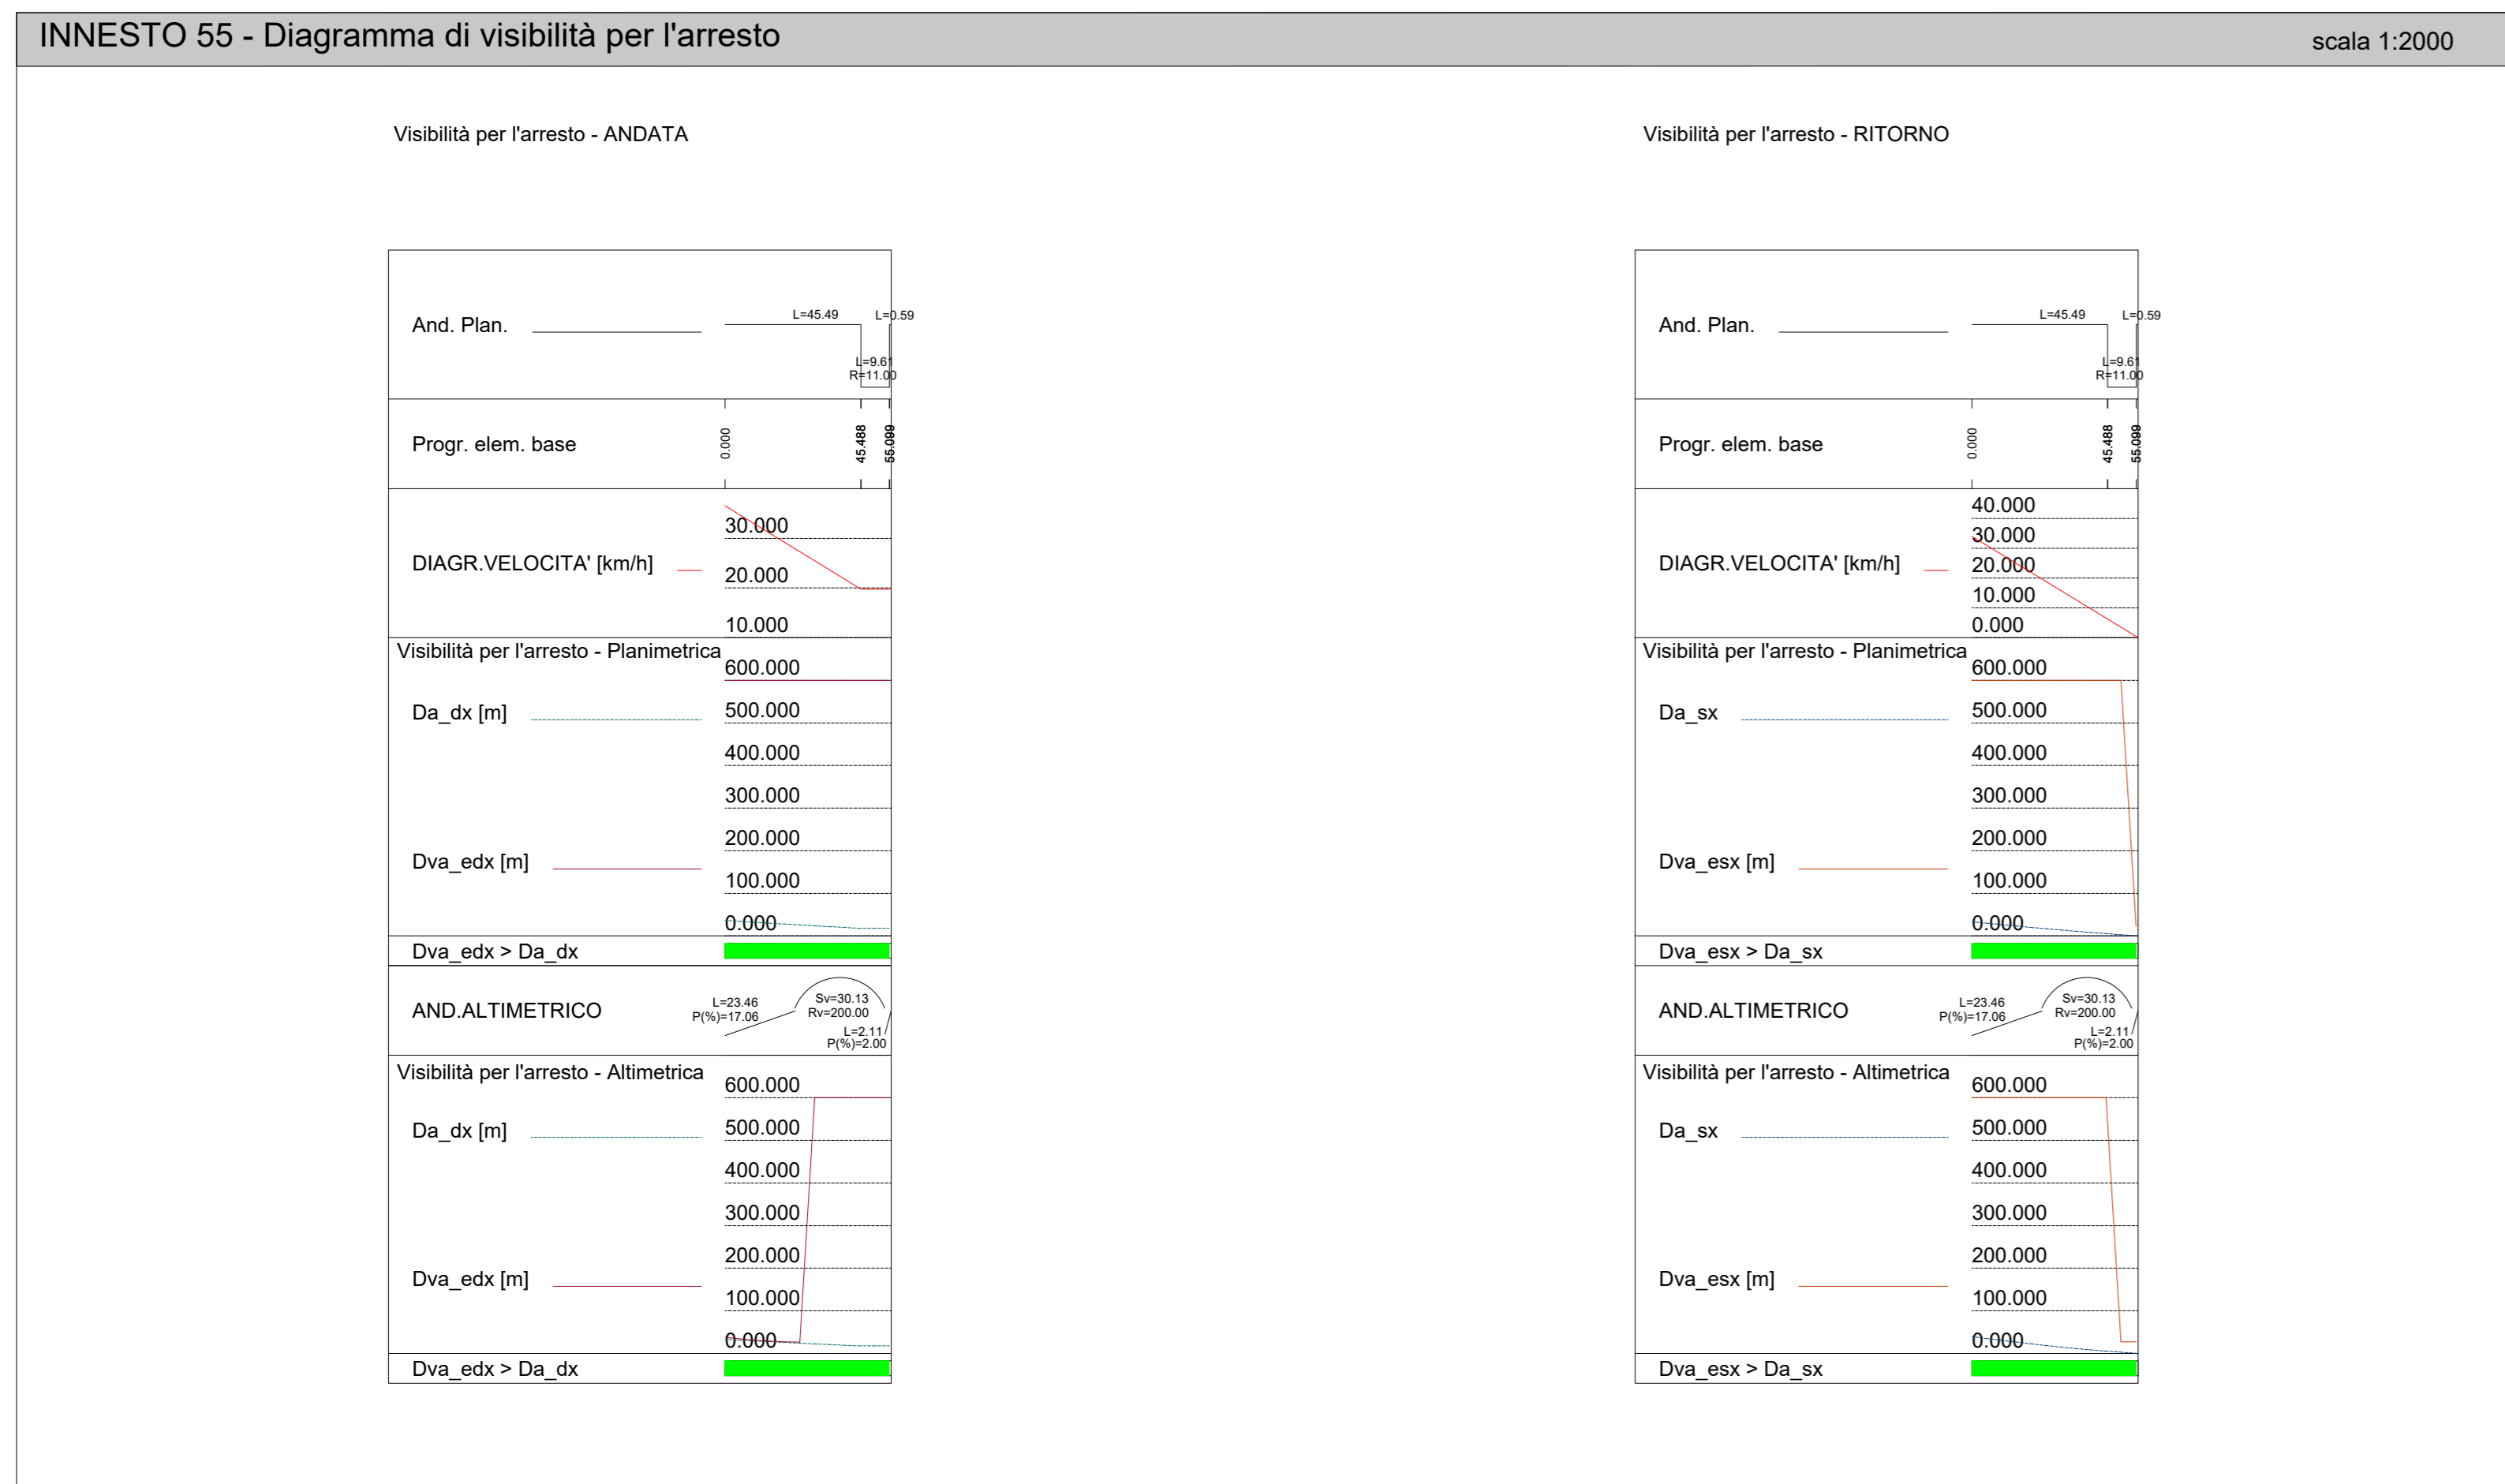 INNESTO 55 - Diagramma di visibilità per l'arresto
scala 1:2000
Visibilità per l'arresto - ANDATA
And. Plan.
L=45.49
L=0.59
L=9.61
R=11.00
Progr. elem. base
0.000
45.488
55.099
DIAGR.VELOCITA' [km/h]
30.000
20.000
10.000
Visibilità per l'arresto - Planimetrica
600.000
Da_dx [m]
500.000
400.000
300.000
200.000
Dva_edx [m]
100.000
0.000
Dva_edx > Da_dx
AND.ALTIMETRICO
L=23.46
P(%)=17.06
Sv=30.13
Rv=200.00
L=2.11
P(%)=2.00
Visibilità per l'arresto - Altimetrica
600.000
Da_dx [m]
500.000
400.000
300.000
200.000
Dva_edx [m]
100.000
0.000
Dva_edx > Da_dx
Visibilità per l'arresto - RITORNO
And. Plan.
L=45.49
L=0.59
L=9.61
R=11.00
Progr. elem. base
0.000
45.488
55.099
DIAGR.VELOCITA' [km/h]
40.000
30.000
20.000
10.000
0.000
Visibilità per l'arresto - Planimetrica
600.000
Da_sx
500.000
400.000
300.000
200.000
Dva_esx [m]
100.000
0.000
Dva_esx > Da_sx
AND.ALTIMETRICO
L=23.46
P(%)=17.06
Sv=30.13
Rv=200.00
L=2.11
P(%)=2.00
Visibilità per l'arresto - Altimetrica
600.000
Da_sx
500.000
400.000
300.000
200.000
Dva_esx [m]
100.000
0.000
Dva_esx > Da_sx